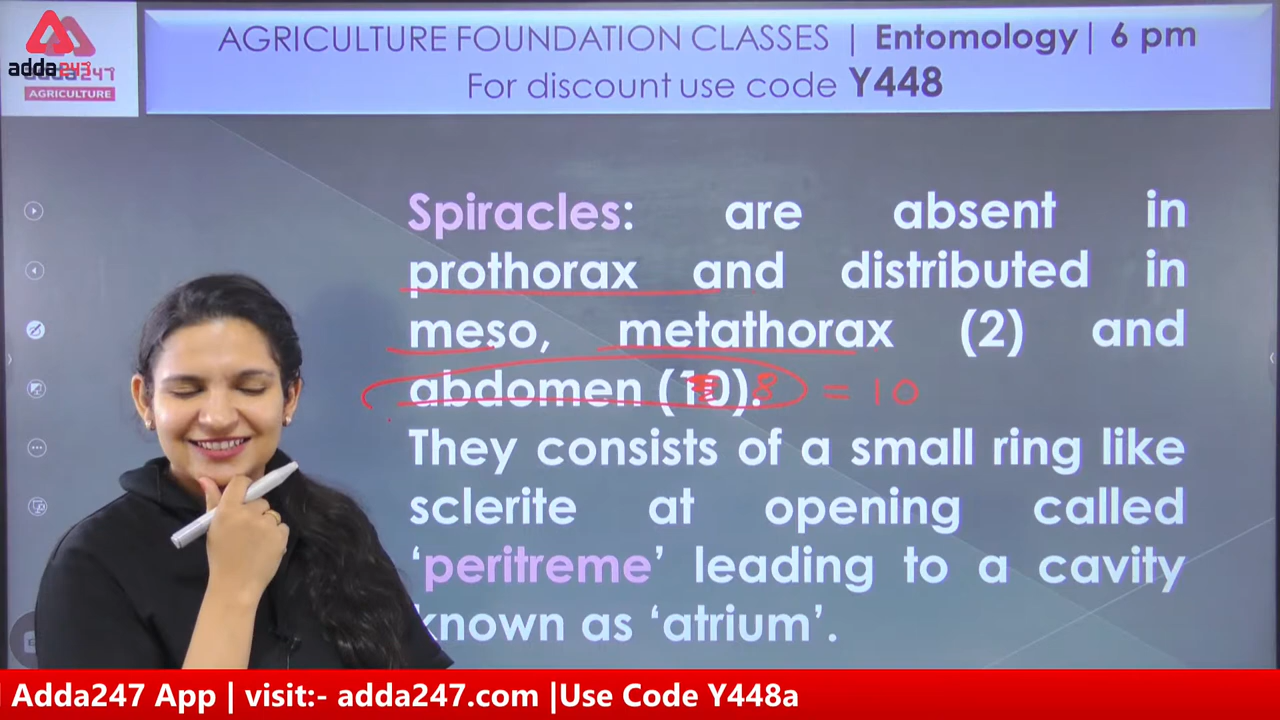 AGRICULTURE FOUNDATION CLASSES | Entomology| 6 pm
For discount use code Y448
adda247
adda247
AGRICULTURE
Spiracles: are absent in
prothorax and distributed in
meso, metathorax (2) and
abdomen (10). 8 = 10
They consists of a small ring like
sclerite at opening called
‘peritreme’ leading to a cavity
known as ‘atrium’.
Adda247 App | visit:- adda247.com |Use Code Y448a